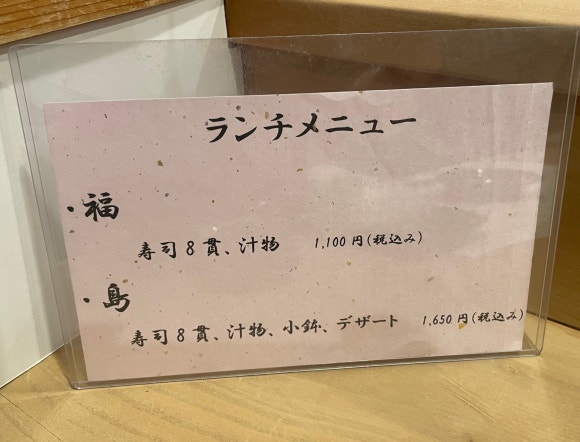 ランチメニュー
・福
寿司8貫、汁物 1,100円(税込み)
・島
寿司8貫、汁物、小鉢、デザート 1,650円(税込み)